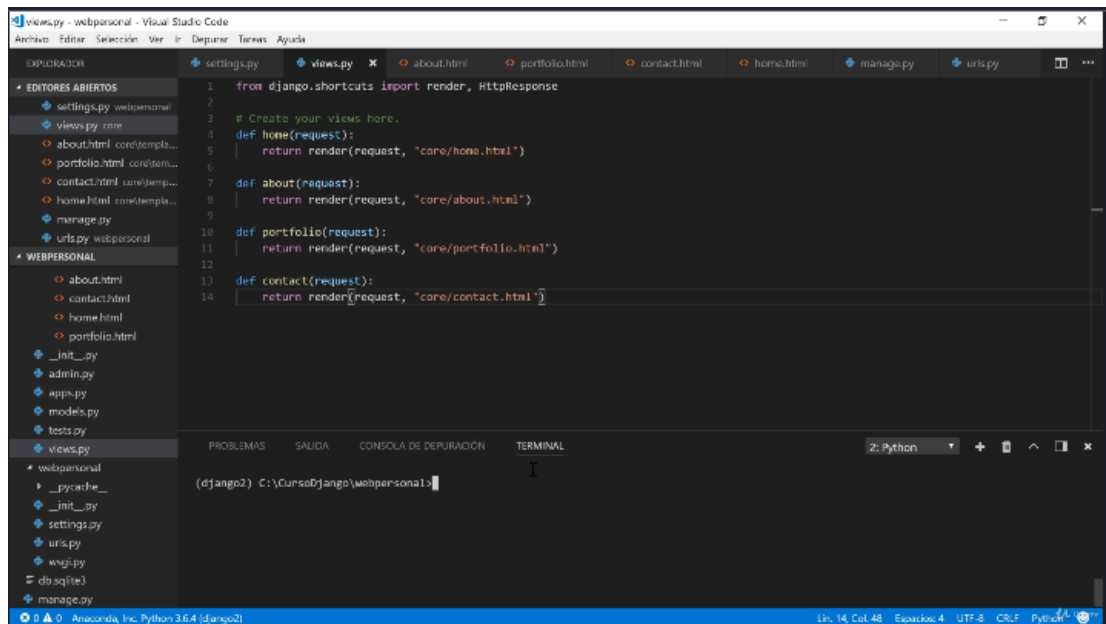 views.py - webpersonal - Visual Studio Code
Archivo Editar Selección Ver Ir Depurar Tareas Ayuda
EXPLORADOR
settings.py views.py about.html portfolio.html contact.html home.html manage.py urls.py
EDITORES ABIERTOS
settings.py webpersonal
views.py core
about.html core\templa...
portfolio.html core\tem...
contact.html core\temp...
home.html core\templa...
manage.py
urls.py webpersonal
WEBPERSONAL
about.html
contact.html
home.html
portfolio.html
__init__.py
admin.py
apps.py
models.py
tests.py
views.py
webpersonal
__pycache__
__init__.py
settings.py
urls.py
wsgi.py
db.sqlite3
manage.py
1 from django.shortcuts import render, HttpResponse
2
3 # Create your views here.
4 def home(request):
5 return render(request, "core/home.html")
6
7 def about(request):
8 return render(request, "core/about.html")
9
10 def portfolio(request):
11 return render(request, "core/portfolio.html")
12
13 def contact(request):
14 return render(request, "core/contact.html")
PROBLEMAS SALIDA CONSOLA DE DEPURACIÓN TERMINAL
2: Python
(django2) C:\CursoDjango\webpersonal>
0 0 Anaconda, Inc. Python 3.6.4 (django2)
Lín. 14, Col. 48 Espacios: 4 UTF-8 CRLF Python